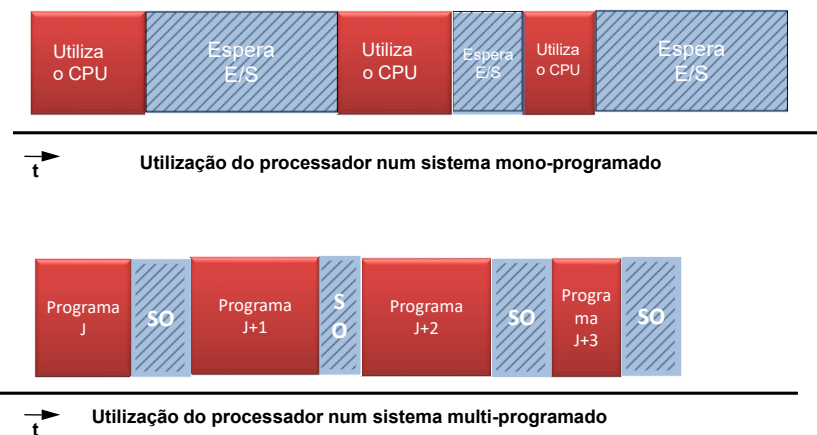 Utiliza
o CPU
Espera
E/S
Utiliza
o CPU
Espera
E/S
Utiliza
o CPU
Espera
E/S
t
Utilização do processador num sistema mono-programado
Programa
J
SO
Programa
J+1
S
O
Programa
J+2
SO
Progra
ma
J+3
SO
t
Utilização do processador num sistema multi-programado